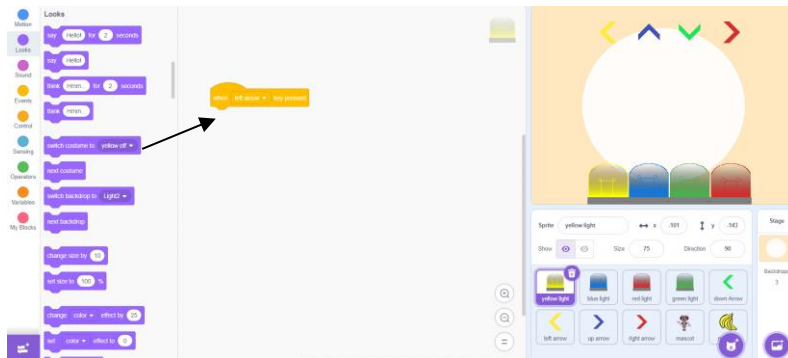 Motion
Looks
Sound
Events
Control
Sensing
Operators
Variables
My Blocks
Looks
say Hello! for 2 seconds
say Hello!
think Hmm... for 2 seconds
think Hmm...
switch costume to yellow off
next costume
switch backdrop to Light2
next backdrop
change size by 10
set size to 100 %
change color effect by 25
set color effect to 0
when left arrow key pressed
Sprite yellow light x -191 y -143
Show Size 75 Direction 90
yellow light blue light red light green light down Arrow
left arrow up arrow right arrow mascot
Stage
Backdrops
3